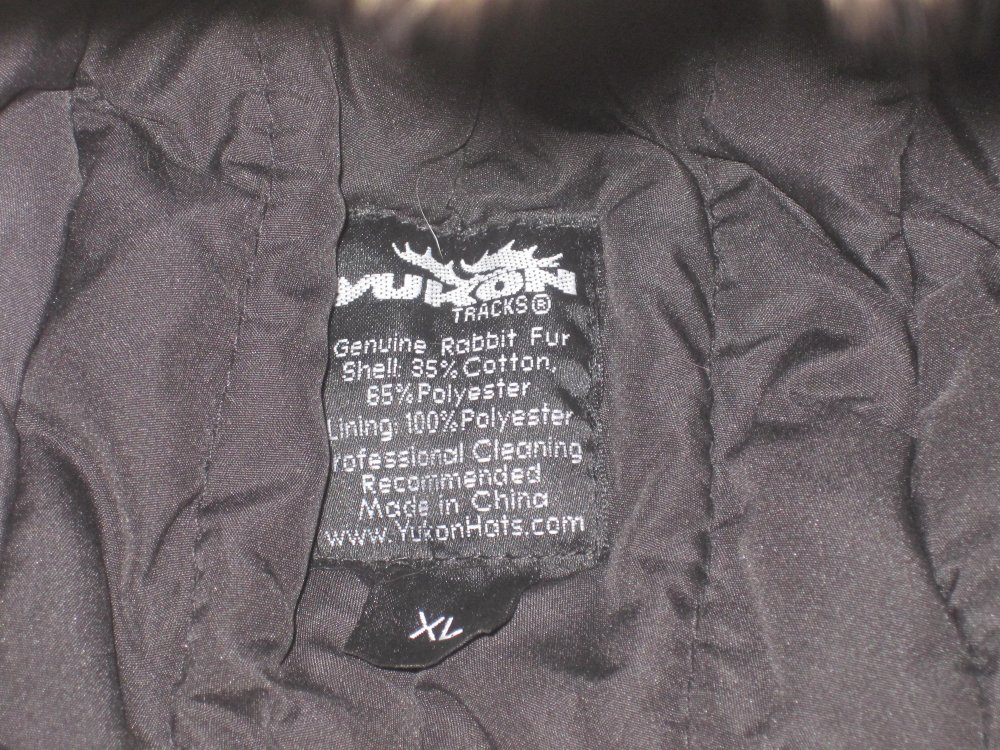 YUKON
TRACKS®
Genuine Rabbit Fur
Shell: 35% Cotton,
65% Polyester
Lining: 100% Polyester
Professional Cleaning
Recommended
Made in China
www.YukonHats.com
XL